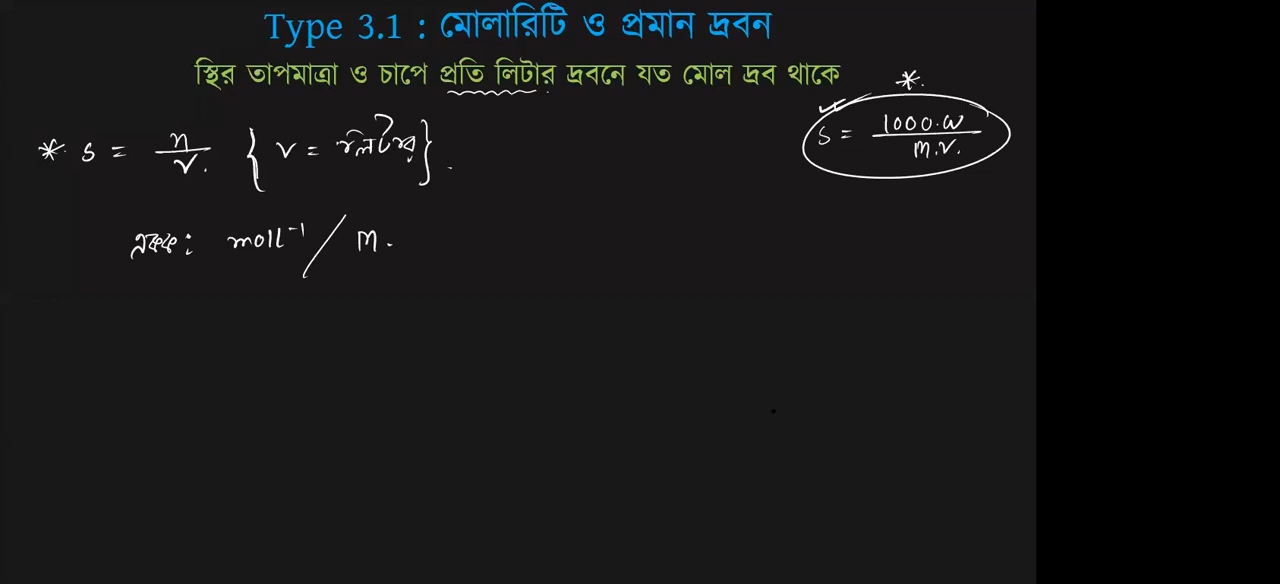 Type 3.1 : মোলারিটি ও প্রমান দ্রবন
স্থির তাপমাত্রা ও চাপে প্রতি লিটার দ্রবনে যত মোল দ্রব থাকে
* s = n/v. { v = লিটার }.
* s = 1000.w/m.v.
একক: moll⁻¹ / M.